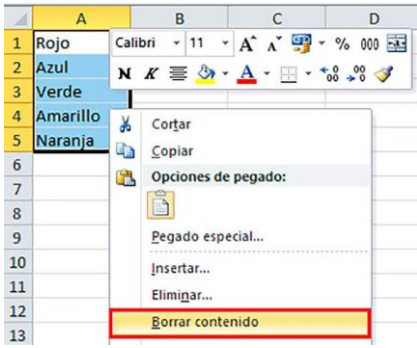 A B C D
1 Rojo Calibri 11 A A % 000
2 Azul N K A
3 Verde
4 Amarillo
5 Naranja
Cortar
Copiar
6 Opciones de pegado:
7
8
9 Pegado especial...
10
11 Insertar...
Eliminar...
12 Borrar contenido
13